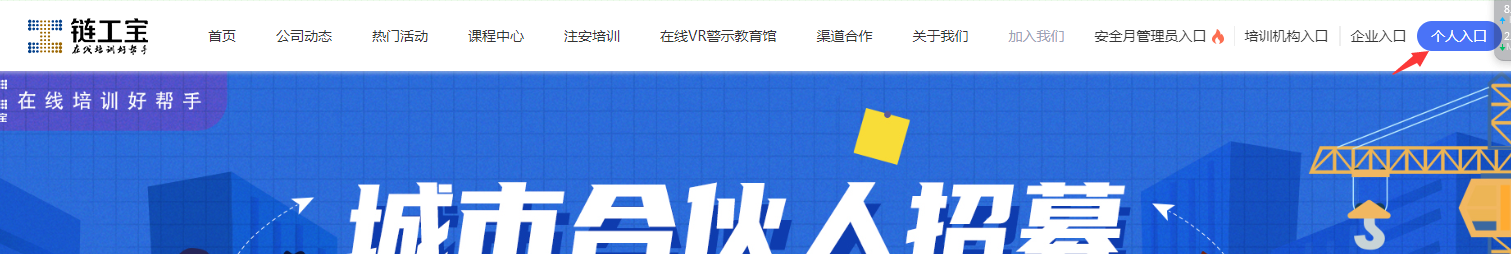 链工宝
在线培训好帮手
首页 公司动态 热门活动 课程中心 注安培训 在线VR警示教育馆 渠道合作 关于我们 加入我们 安全月管理员入口 培训机构入口 企业入口 个人入口
8
2
宝
在线培训好帮手
城市合伙人招募